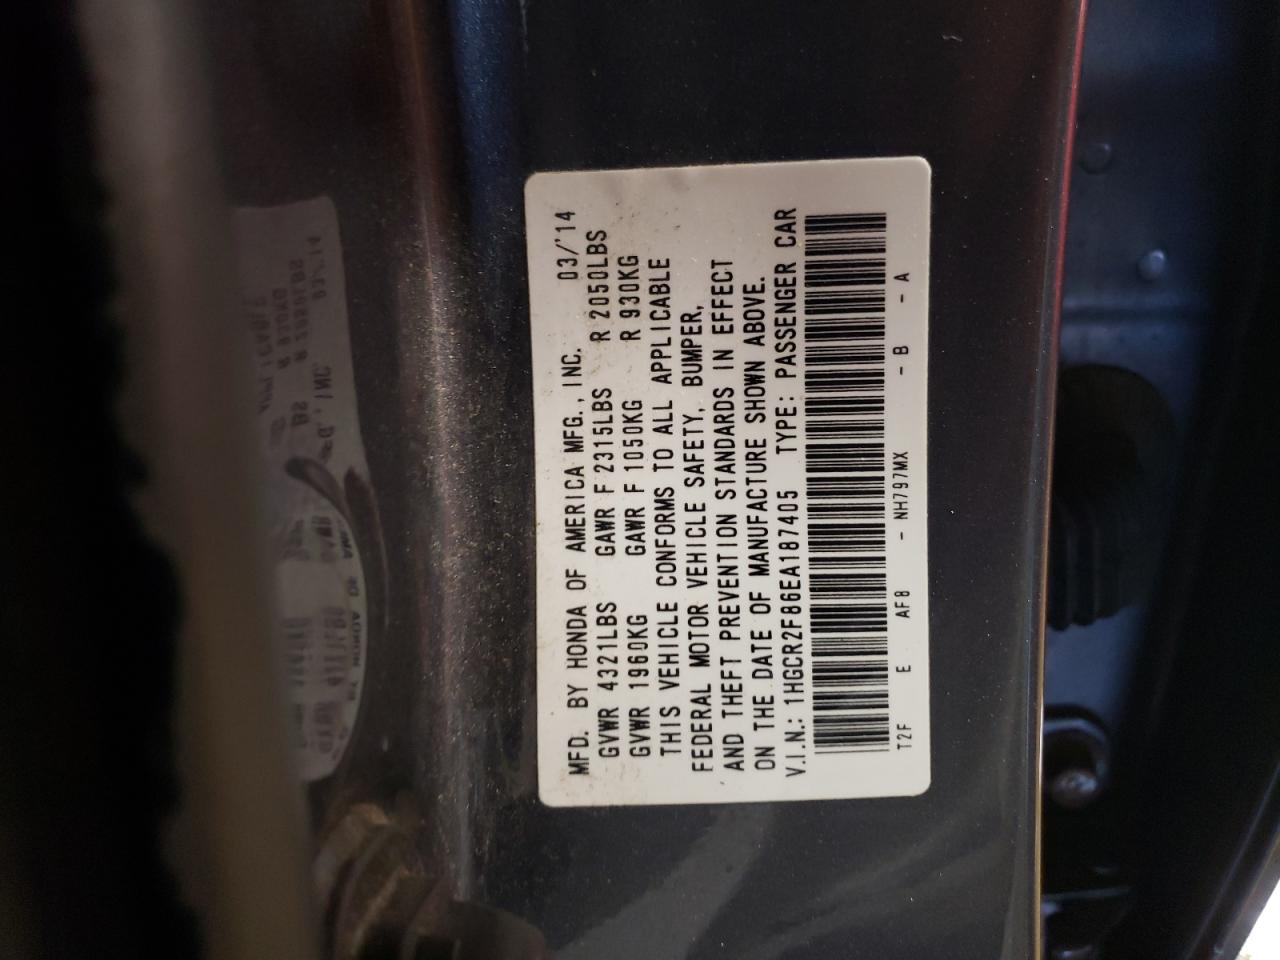 MFD. BY HONDA OF AMERICA MFG., INC. 03/'14
GVWR 4321LBS GAWR F 2315LBS R 2050LBS
GVWR 1960KG GAWR F 1050KG R 930KG
THIS VEHICLE CONFORMS TO ALL APPLICABLE
FEDERAL MOTOR VEHICLE SAFETY, BUMPER,
AND THEFT PREVENTION STANDARDS IN EFFECT
ON THE DATE OF MANUFACTURE SHOWN ABOVE.
V.I.N.: 1HGCR2F86EA187405 TYPE: PASSENGER CAR
T2F E AF8 - NH797MX - B - A